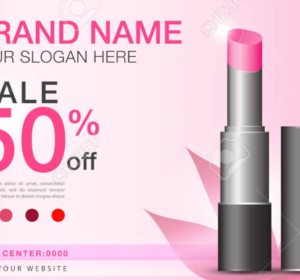 RAND NAME
UR SLOGAN HERE
ALE
50%
off
CENTER:0000
YOUR WEBSITE